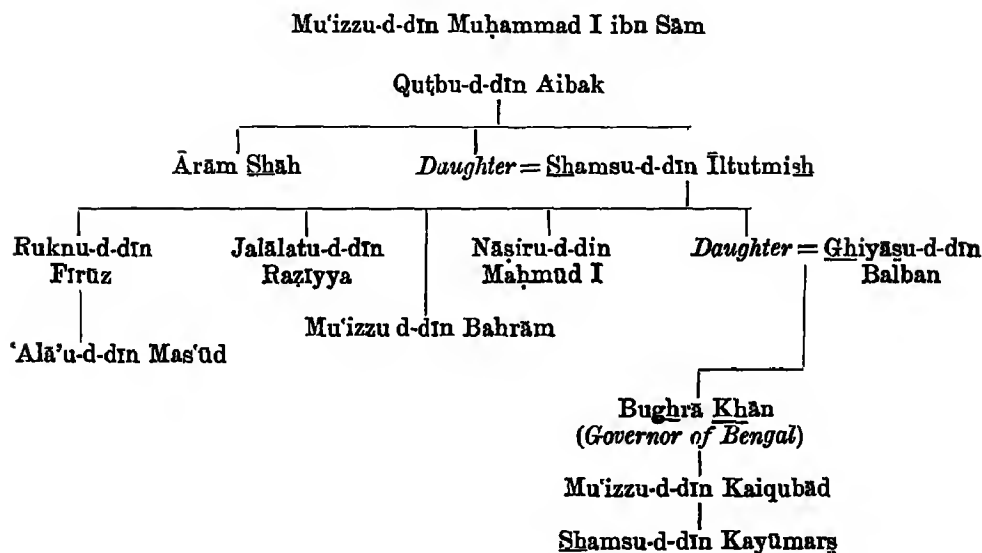 Mu‘izzu-d-dīn Muḥammad I ibn Sām
Quṭbu-d-dīn Aibak
Ārām Shāh Daughter = Shamsu-d-dīn Īltutmish
Ruknu-d-dīn Jalālatu-d-dīn Nāṣiru-d-din Daughter = Ghiyāṣu-d-dīn
Fīrūz Raẓīyya Maḥmūd I Balban
Mu‘izzu d-dīn Bahrām
‘Alā’u-d-dīn Mas‘ūd
Bughrā Khān
(Governor of Bengal)
Mu‘izzu-d-dīn Kaiqubād
Shamsu-d-dīn Kayūmarṣ